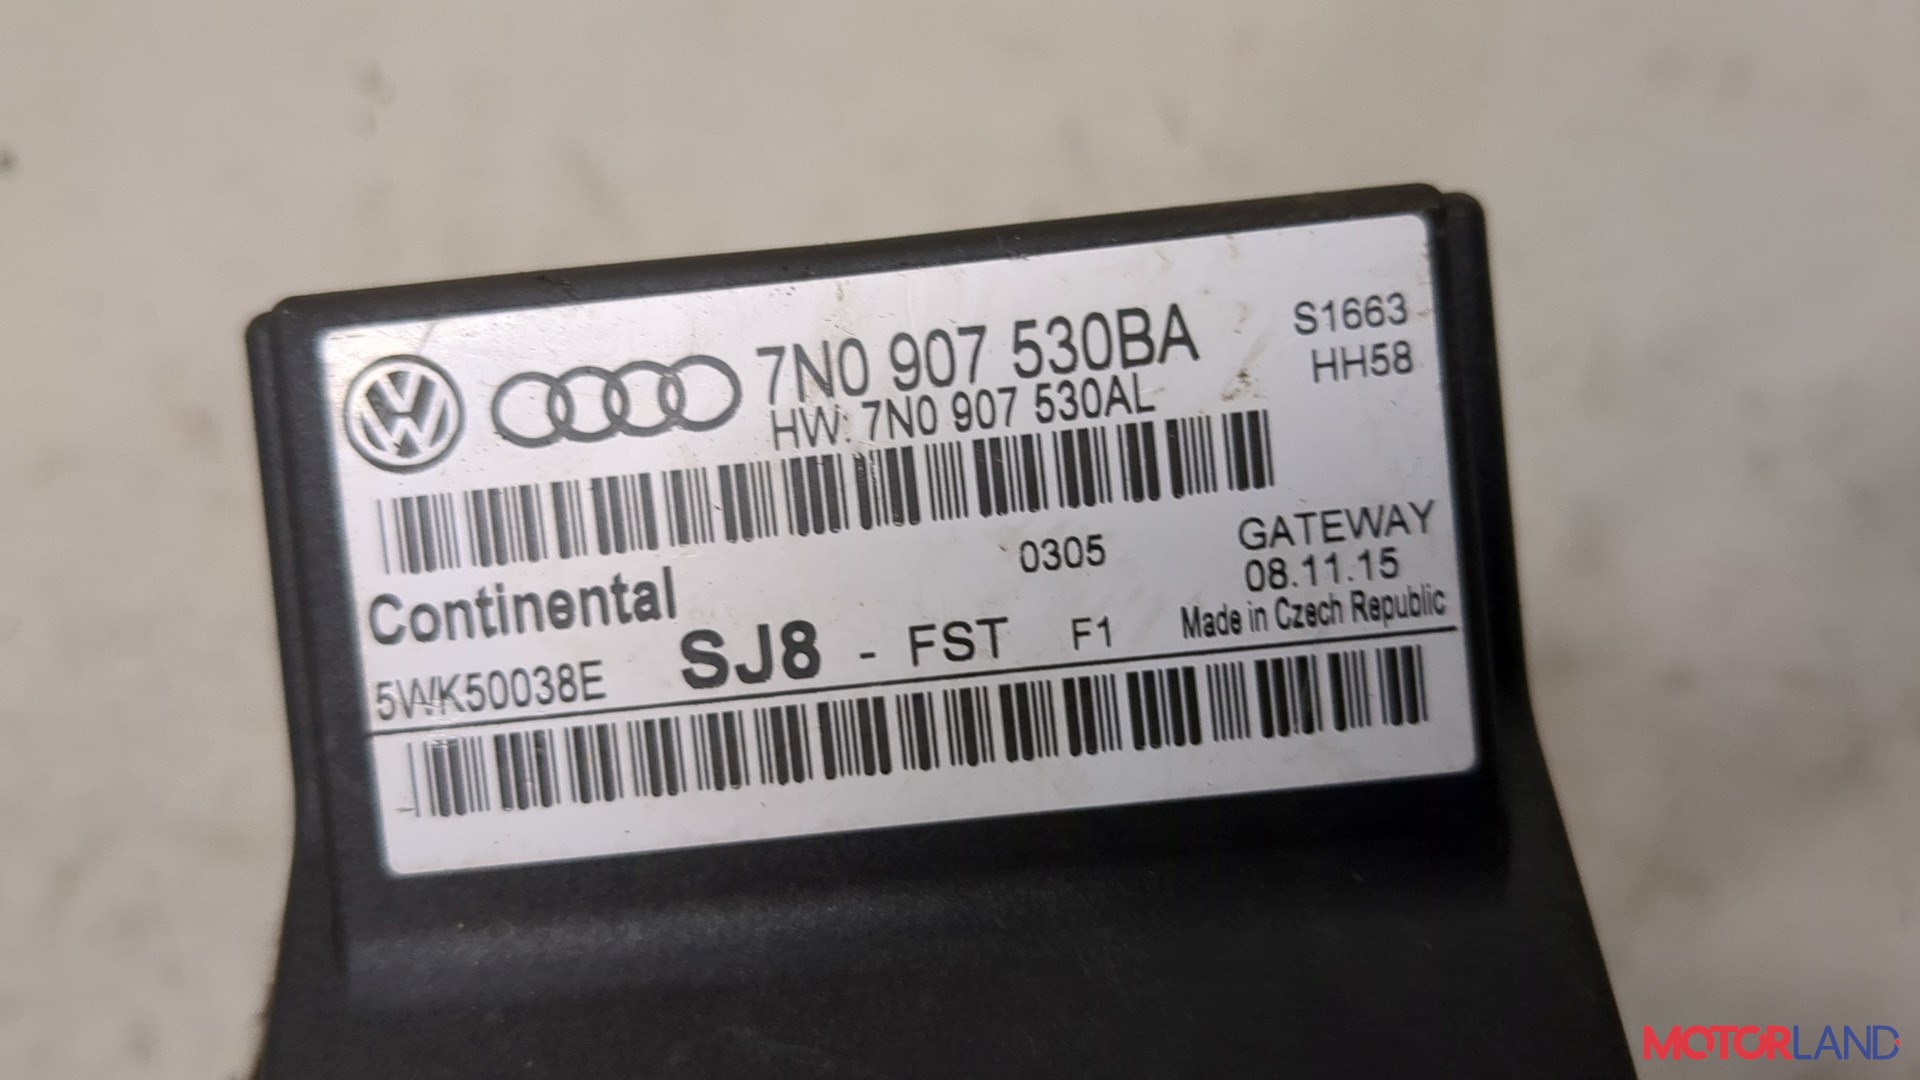 7N0 907 530BA
HW: 7N0 907 530AL
S1663
HH58
0305
GATEWAY
08.11.15
Made in Czech Republic
Continental
5WK50038E
SJ8 - FST F1
MOTORLAND